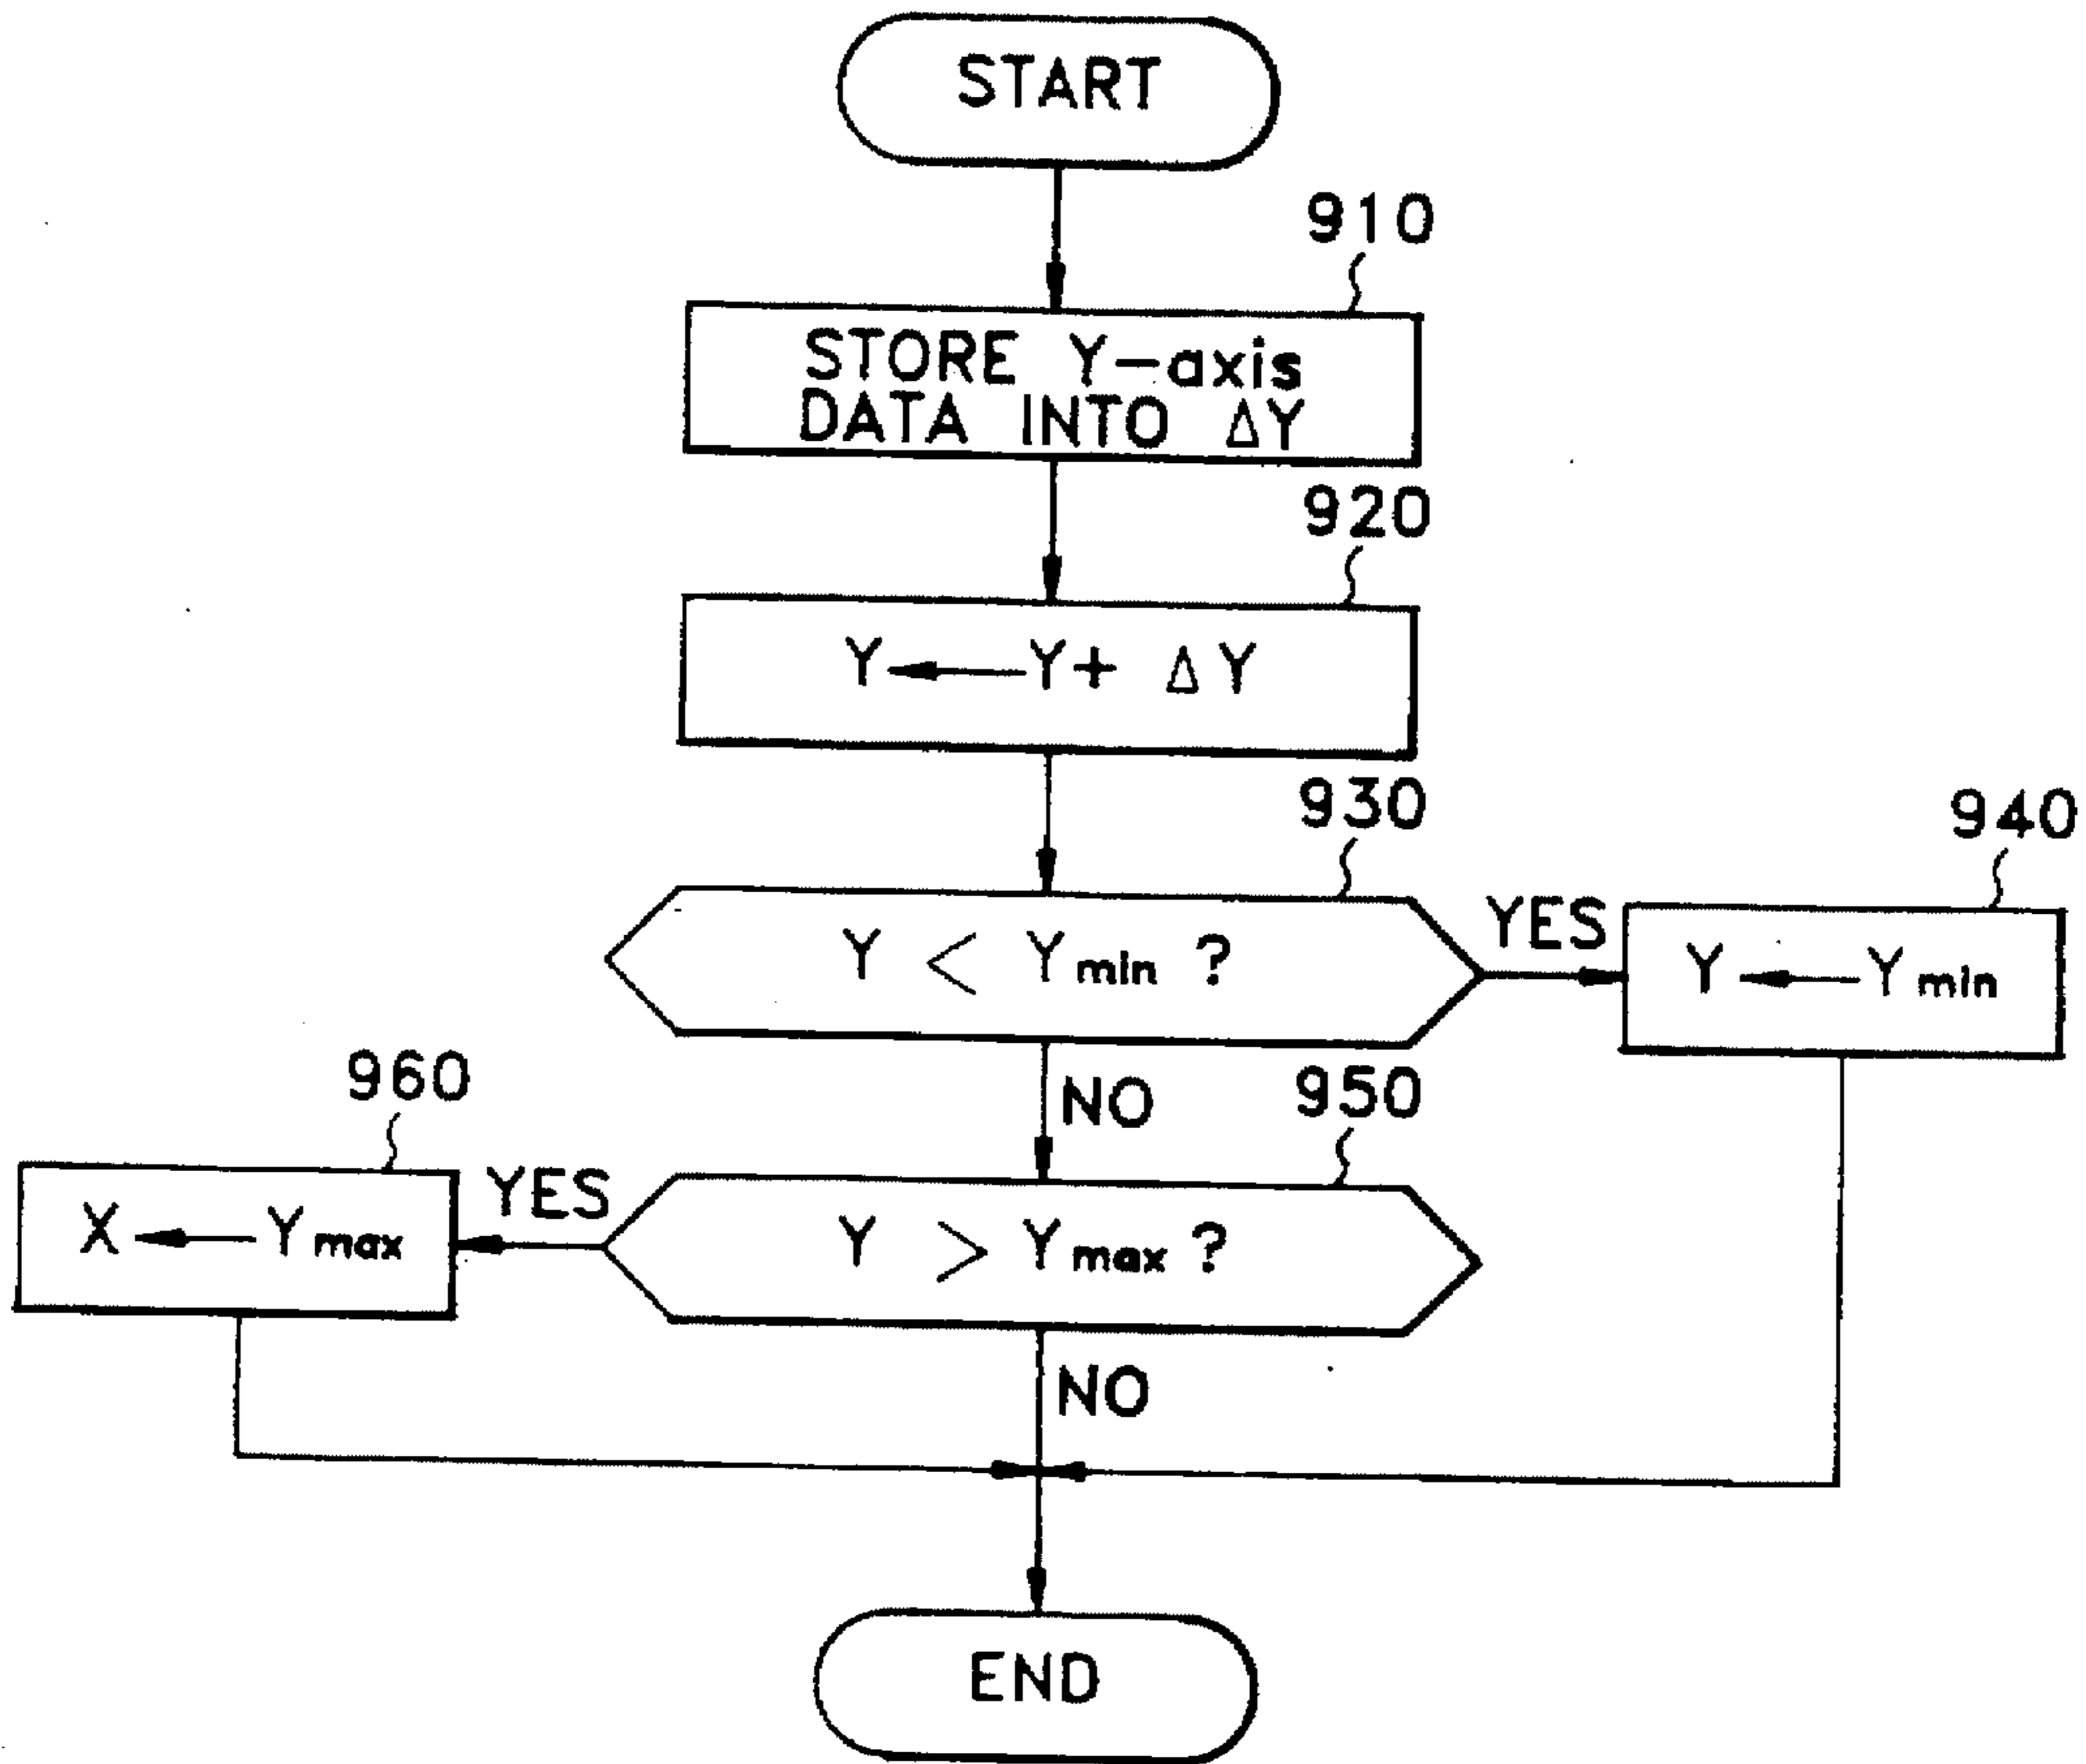 START
910
STORE Y-axis
DATA INTO ΔY
920
Y ← Y + ΔY
930
Y < Ymin ?
YES
940
Y ← Ymin
NO
950
Y > Ymax ?
YES
960
X ← Ymax
NO
END